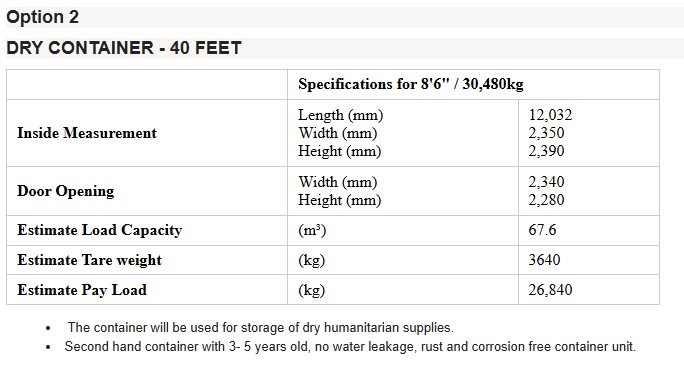 Option 2
DRY CONTAINER - 40 FEET
Specifications for 8'6" / 30,480kg
Inside Measurement
Length (mm) 12,032
Width (mm) 2,350
Height (mm) 2,390
Door Opening
Width (mm) 2,340
Height (mm) 2,280
Estimate Load Capacity (m³) 67.6
Estimate Tare weight (kg) 3640
Estimate Pay Load (kg) 26,840
• The container will be used for storage of dry humanitarian supplies.
• Second hand container with 3- 5 years old, no water leakage, rust and corrosion free container unit.